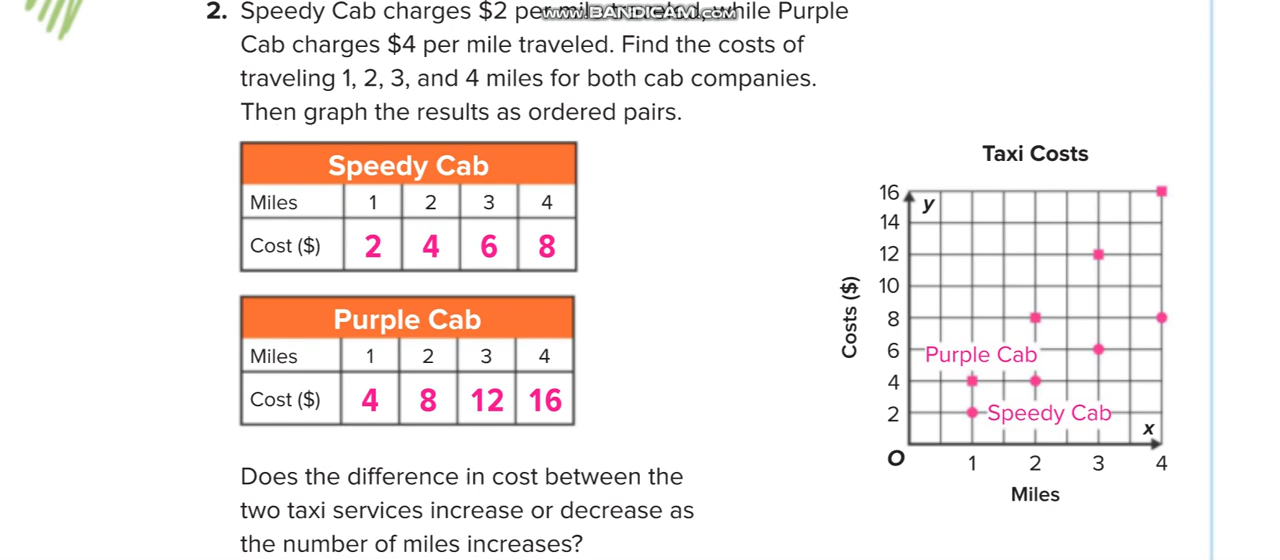 2. Speedy Cab charges $2 per while Purple
www.BANDICAM.com
Cab charges $4 per mile traveled. Find the costs of
traveling 1, 2, 3, and 4 miles for both cab companies.
Then graph the results as ordered pairs.
Speedy Cab
Miles 1 2 3 4
Cost ($) 2 4 6 8
Purple Cab
Miles 1 2 3 4
Cost ($) 4 8 12 16
Does the difference in cost between the
two taxi services increase or decrease as
the number of miles increases?
Taxi Costs
16
y
14
12
10
8
6 Purple Cab
4
2 Speedy Cab
x
O 1 2 3 4
Costs ($)
Miles